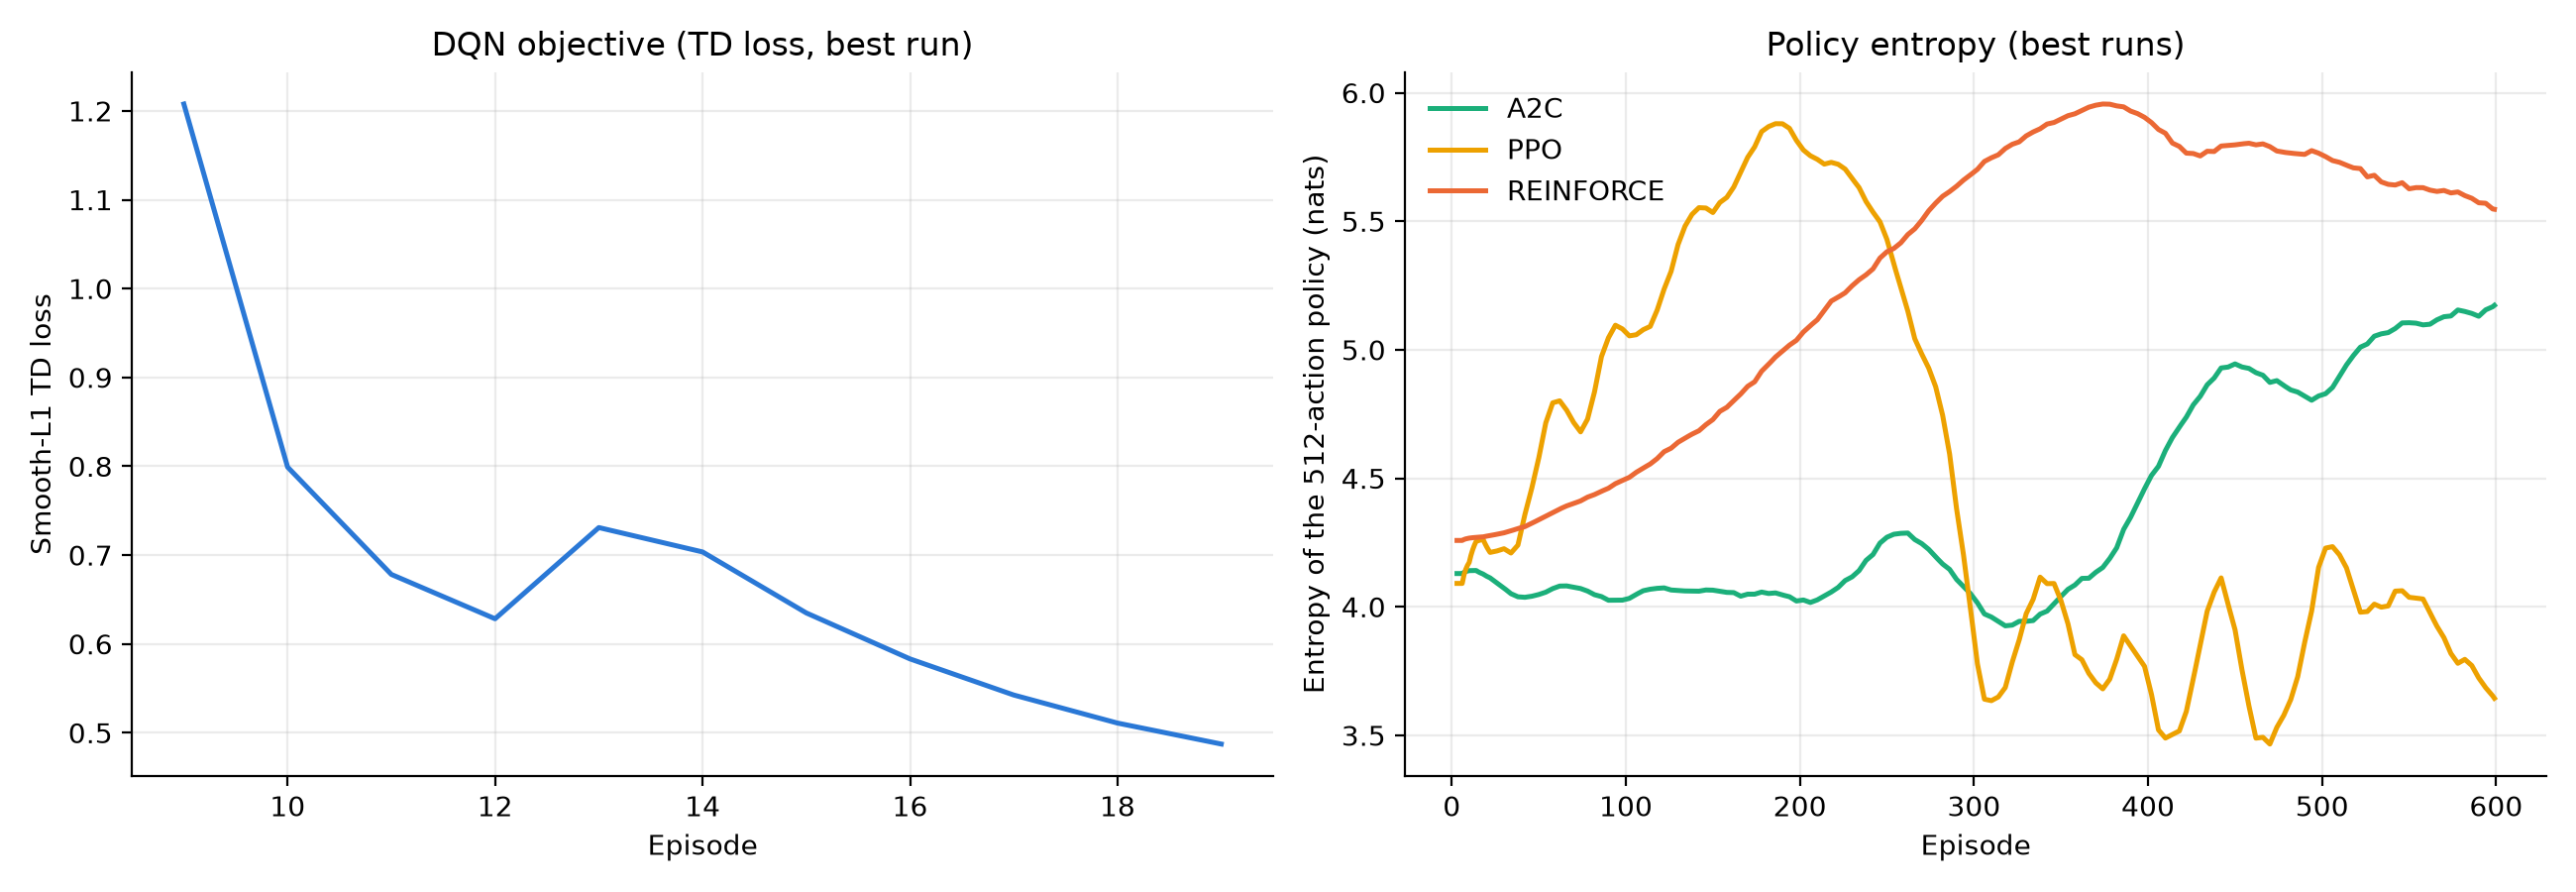 DQN objective (TD loss, best run)
Smooth-L1 TD loss
1.2
1.1
1.0
0.9
0.8
0.7
0.6
0.5
10 12 14 16 18
Episode
Policy entropy (best runs)
Entropy of the 512-action policy (nats)
6.0
5.5
5.0
4.5
4.0
3.5
A2C
PPO
REINFORCE
0 100 200 300 400 500 600
Episode